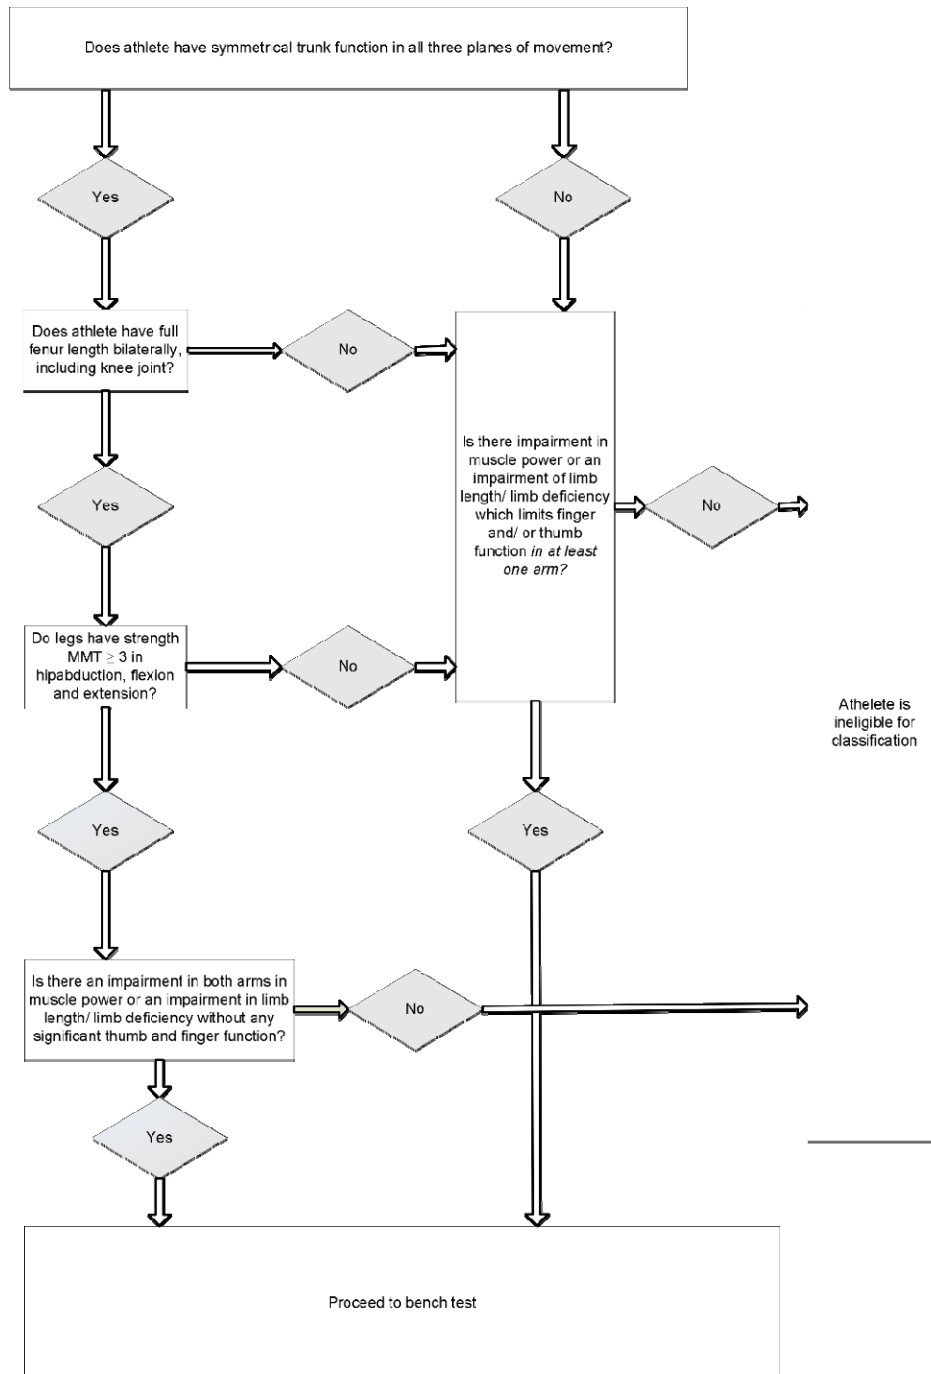 Does athlete have symmetrical trunk function in all three planes of movement?
Yes
No
Does athlete have full
fenur length bilaterally,
including knee joint?
No
Is there impairment in
muscle power or an
impairment of limb
length/ limb deficiency
which limits finger
and/ or thumb
function in at least
one arm?
No
Yes
Do legs have strength
MMT ≥ 3 in
hipabduction, flexion
and extension?
No
Athelete is
ineligible for
classification
Yes
Yes
Is there an impairment in both arms in
muscle power or an impairment in limb
length/ limb deficiency without any
significant thumb and finger function?
No
Yes
Proceed to bench test